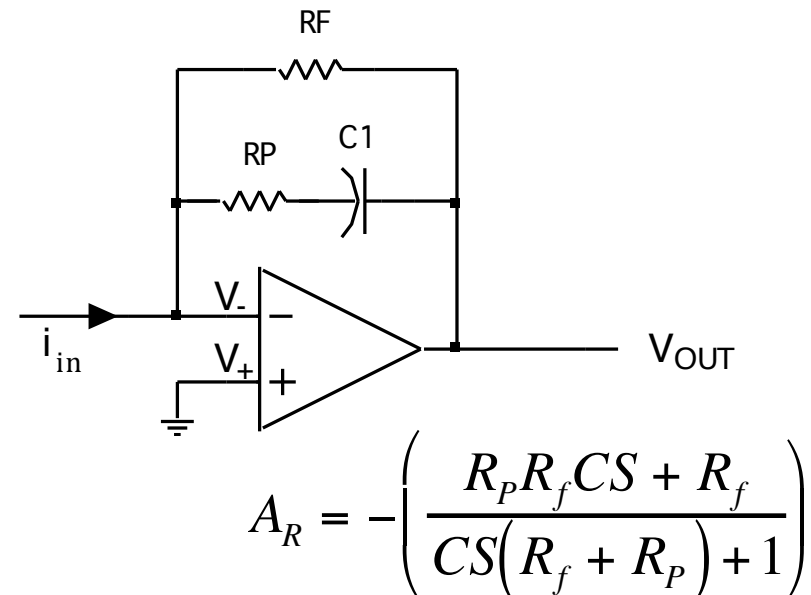 RF
RP
C1
V-
−
i in
V+
+
VOUT
A_R = −( (R_P R_f CS + R_f) / (CS(R_f + R_P) + 1) )